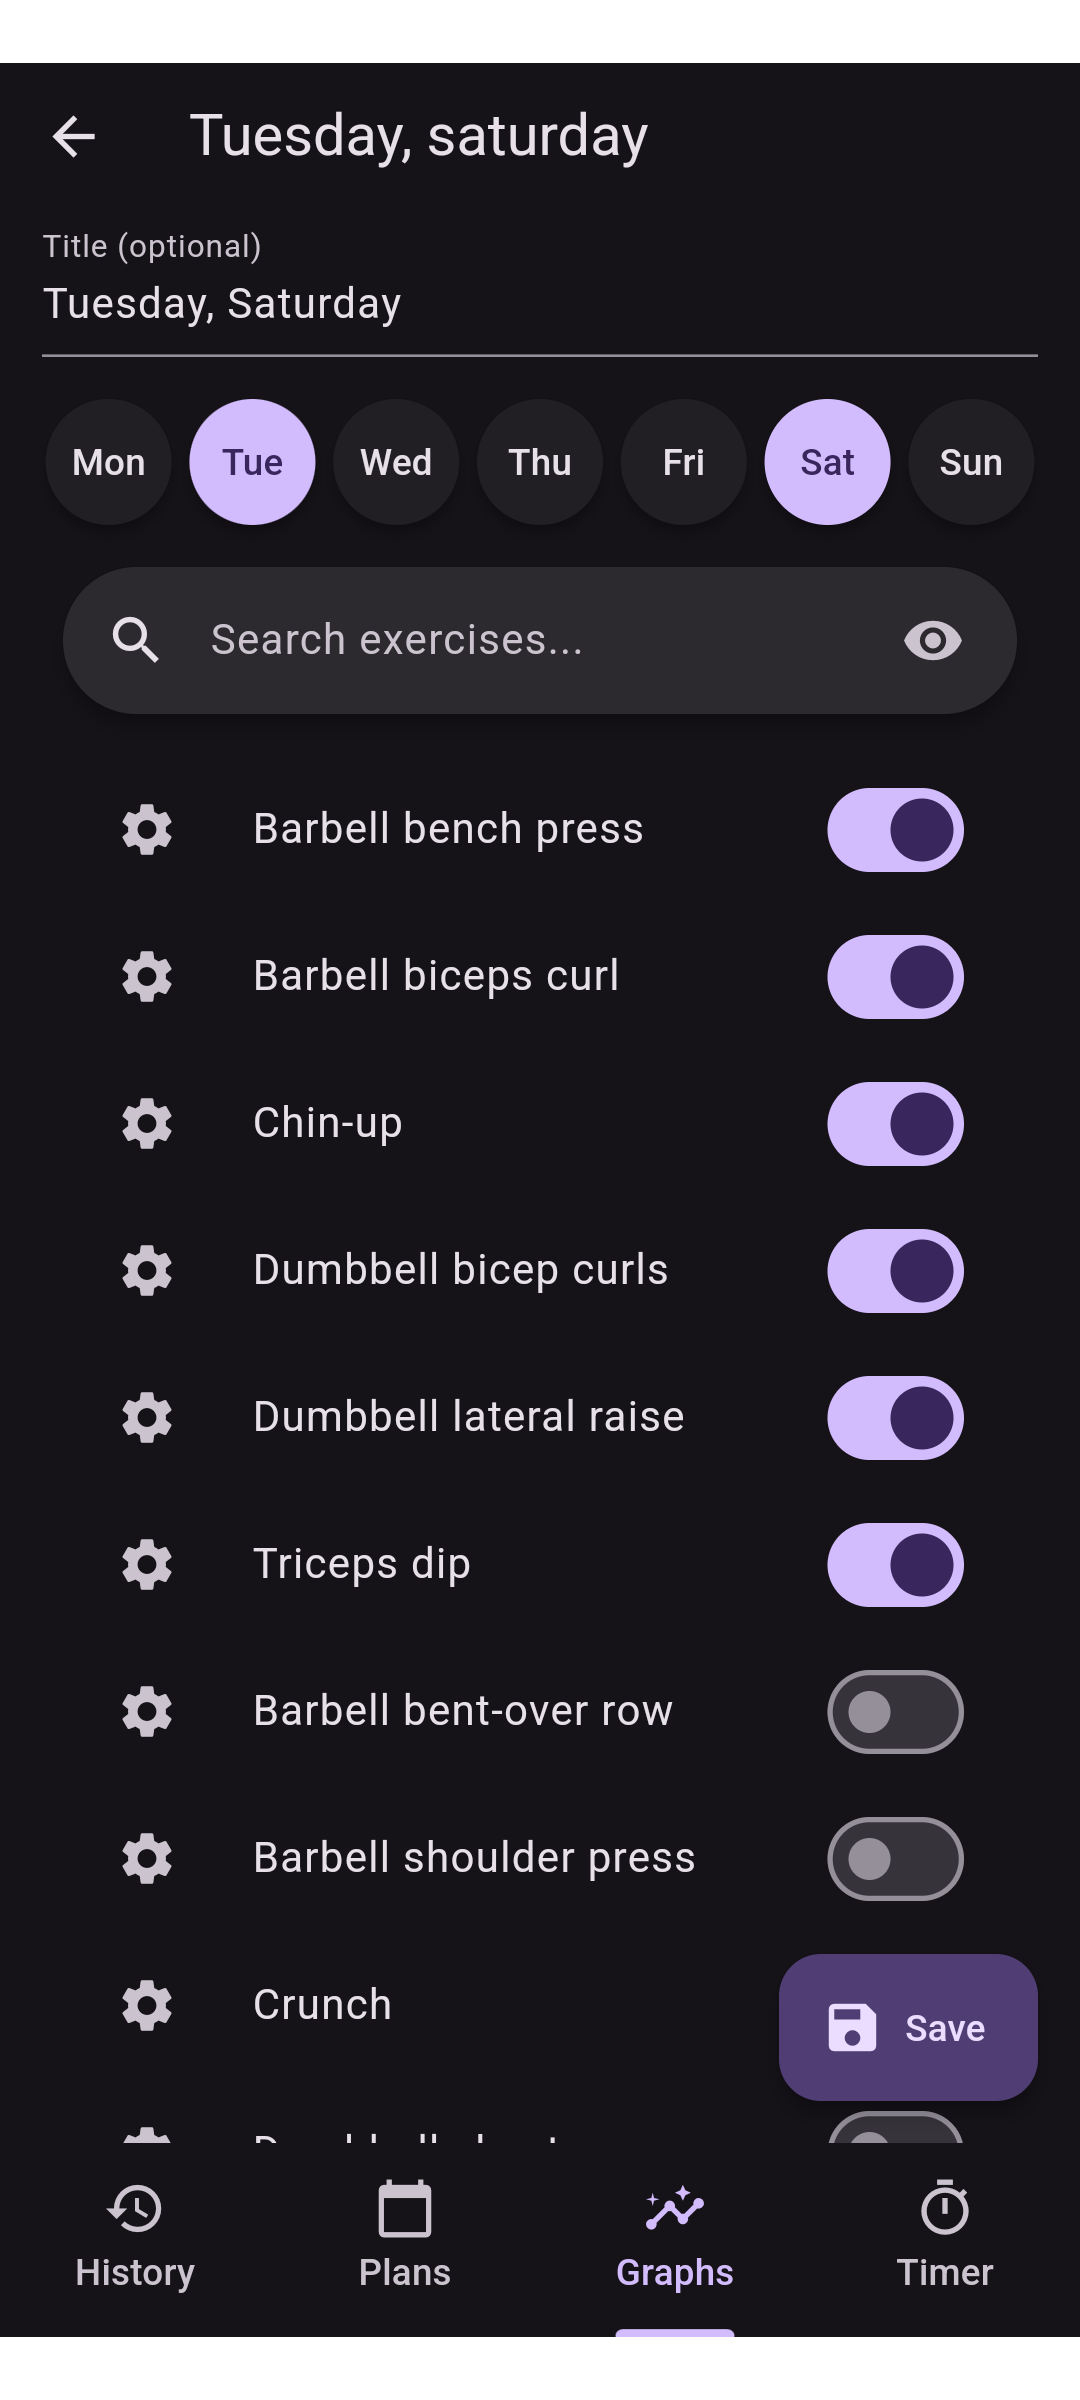 Tuesday, saturday
Title (optional)
Tuesday, Saturday
Mon Tue Wed Thu Fri Sat Sun
Search exercises...
Barbell bench press
Barbell biceps curl
Chin-up
Dumbbell bicep curls
Dumbbell lateral raise
Triceps dip
Barbell bent-over row
Barbell shoulder press
Crunch
Save
History Plans Graphs Timer